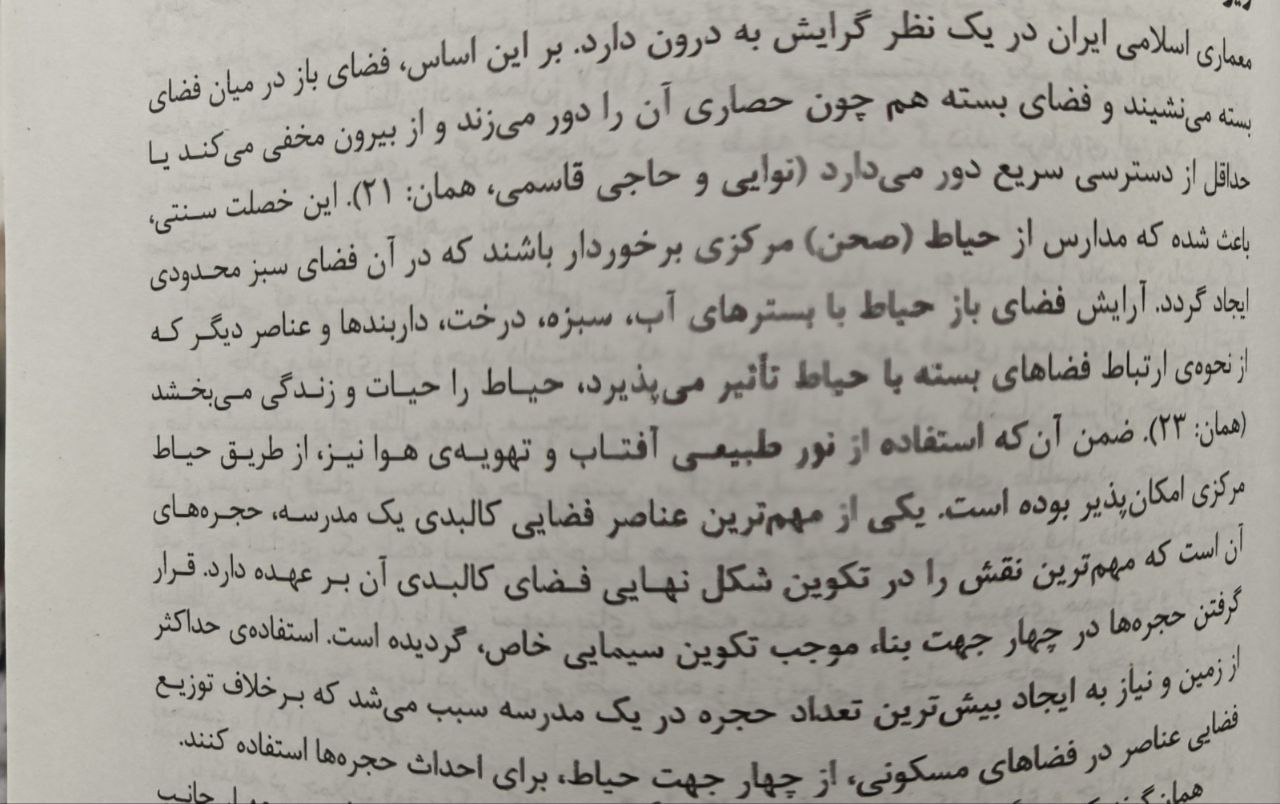 معماری اسلامی ایران در یک نظر گرایش به درون دارد. بر این اساس، فضای باز در میان فضای
بسته می‌نشیند و فضای بسته هم چون حصاری آن را دور می‌زند و از بیرون مخفی می‌کند یا
حداقل از دسترسی سریع دور می‌دارد (نوایی و حاجی قاسمی، همان: ۲۱). این خصلت سنتی،
باعث شده که مدارس از حیاط (صحن) مرکزی برخوردار باشند که در آن فضای سبز محدودی
ایجاد گردد. آرایش فضای باز حیاط با بسترهای آب، سبزه، درخت، داربندها و عناصر دیگر که
از نحوه‌ی ارتباط فضاهای بسته با حیاط تأثیر می‌پذیرد، حیاط را حیات و زندگی می‌بخشد
(همان: ۲۳). ضمن آن‌که استفاده از نور طبیعی آفتاب و تهویه‌ی هوا نیز، از طریق حیاط
مرکزی امکان‌پذیر بوده است. یکی از مهم‌ترین عناصر فضایی کالبدی یک مدرسه، حجره‌های
آن است که مهم‌ترین نقش را در تکوین شکل نهایی فضای کالبدی آن بر عهده دارد. قرار
گرفتن حجره‌ها در چهار جهت بنا، موجب تکوین سیمایی خاص، گردیده است. استفاده‌ی حداکثر
از زمین و نیاز به ایجاد بیش‌ترین تعداد حجره در یک مدرسه سبب می‌شد که برخلاف توزیع
فضایی عناصر در فضاهای مسکونی، از چهار جهت حیاط، برای احداث حجره‌ها استفاده کنند.